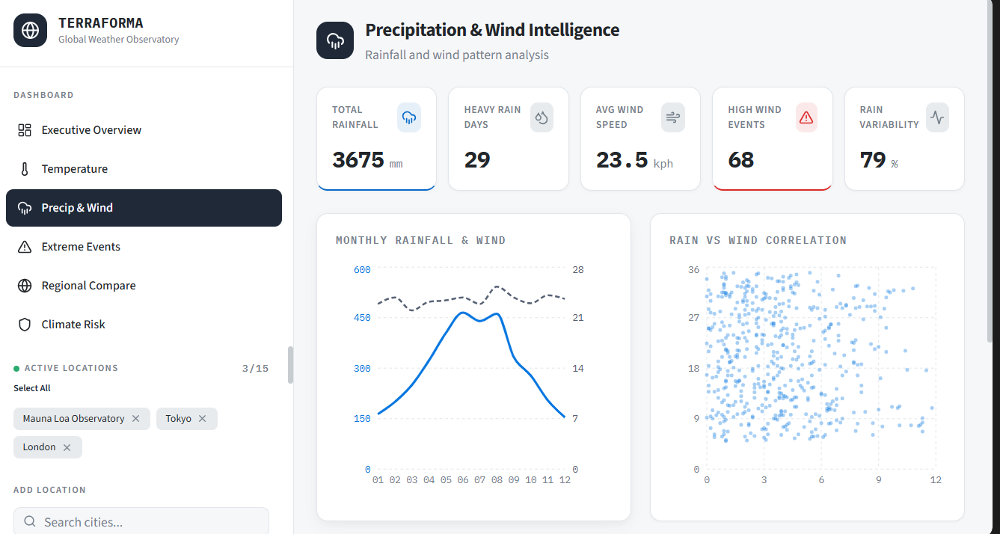 TERRAFORMA
Global Weather Observatory
DASHBOARD
Executive Overview
Temperature
Precip & Wind
Extreme Events
Regional Compare
Climate Risk
ACTIVE LOCATIONS 3/15
Select All
Mauna Loa Observatory
Tokyo
London
ADD LOCATION
Search cities...
Precipitation & Wind Intelligence
Rainfall and wind pattern analysis
TOTAL
RAINFALL
3675 mm
HEAVY RAIN
DAYS
29
AVG WIND
SPEED
23.5 kph
HIGH WIND
EVENTS
68
RAIN
VARIABILITY
79 %
MONTHLY RAINFALL & WIND
600 28
450 21
300 14
150 7
0 0
01 02 03 04 05 06 07 08 09 10 11 12
RAIN VS WIND CORRELATION
36
27
18
9
0
0 3 6 9 12